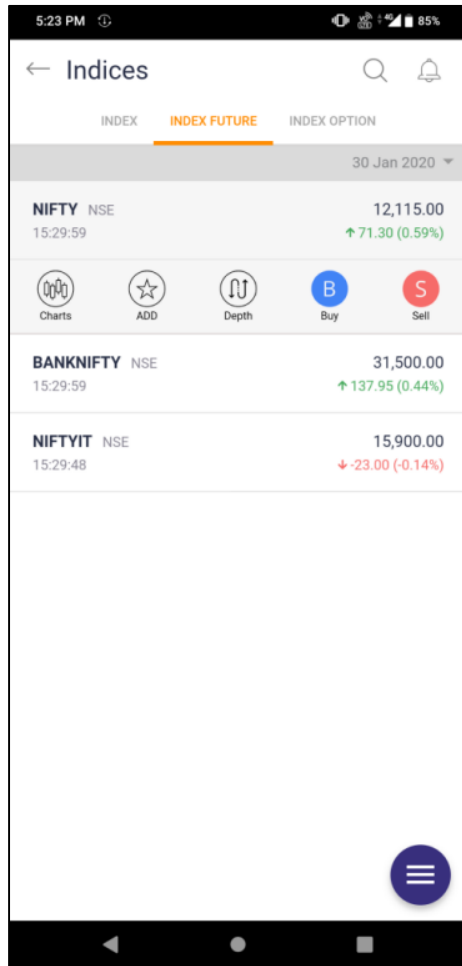 5:23 PM 4G 85%
Indices
INDEX INDEX FUTURE INDEX OPTION
30 Jan 2020
NIFTY NSE 12,115.00
15:29:59 ↑ 71.30 (0.59%)
B S
Charts ADD Depth Buy Sell
BANKNIFTY NSE 31,500.00
15:29:59 ↑ 137.95 (0.44%)
NIFTYIT NSE 15,900.00
15:29:48 ↓ -23.00 (-0.14%)